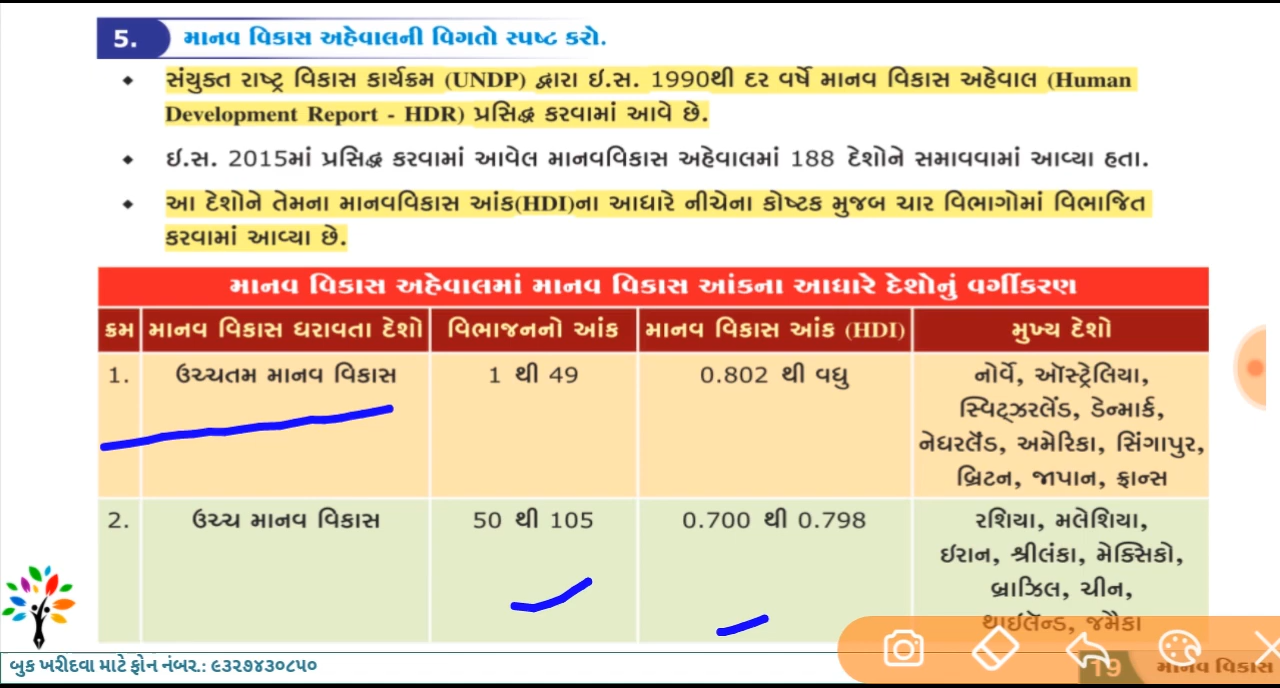 5. માનવ વિકાસ અહેવાલની વિગતો સ્પષ્ટ કરો.
• સંયુક્ત રાષ્ટ્ર વિકાસ કાર્યક્રમ (UNDP) દ્વારા ઈ.સ. 1990થી દર વર્ષે માનવ વિકાસ અહેવાલ (Human
Development Report - HDR) પ્રસિદ્ધ કરવામાં આવે છે.
• ઈ.સ. 2015માં પ્રસિદ્ધ કરવામાં આવેલ માનવવિકાસ અહેવાલમાં 188 દેશોને સમાવવામાં આવ્યા હતા.
• આ દેશોને તેમના માનવવિકાસ આંક(HDI)ના આધારે નીચેના કોષ્ટક મુજબ ચાર વિભાગોમાં વિભાજિત
કરવામાં આવ્યા છે.
માનવ વિકાસ અહેવાલમાં માનવ વિકાસ આંકના આધારે દેશોનું વર્ગીકરણ
ક્રમ માનવ વિકાસ ધરાવતા દેશો વિભાજનનો આંક માનવ વિકાસ આંક (HDI) મુખ્ય દેશો
1. ઉચ્ચતમ માનવ વિકાસ 1 થી 49 0.802 થી વધુ નોર્વે, ઑસ્ટ્રેલિયા,
સ્વિટ્ઝરલેંડ, ડેન્માર્ક,
નેધરલૅંડ, અમેરિકા, સિંગાપુર,
બ્રિટન, જાપાન, ફ્રાન્સ
2. ઉચ્ચ માનવ વિકાસ 50 થી 105 0.700 થી 0.798 રશિયા, મલેશિયા,
ઈરાન, શ્રીલંકા, મેક્સિકો,
બ્રાઝિલ, ચીન,
થાઈલૅન્ડ, જમૈકા
બુક ખરીદવા માટે ફોન નંબર.: ૯૩૨૭૪૩૦૮૫૦ 19 માનવ વિકાસ